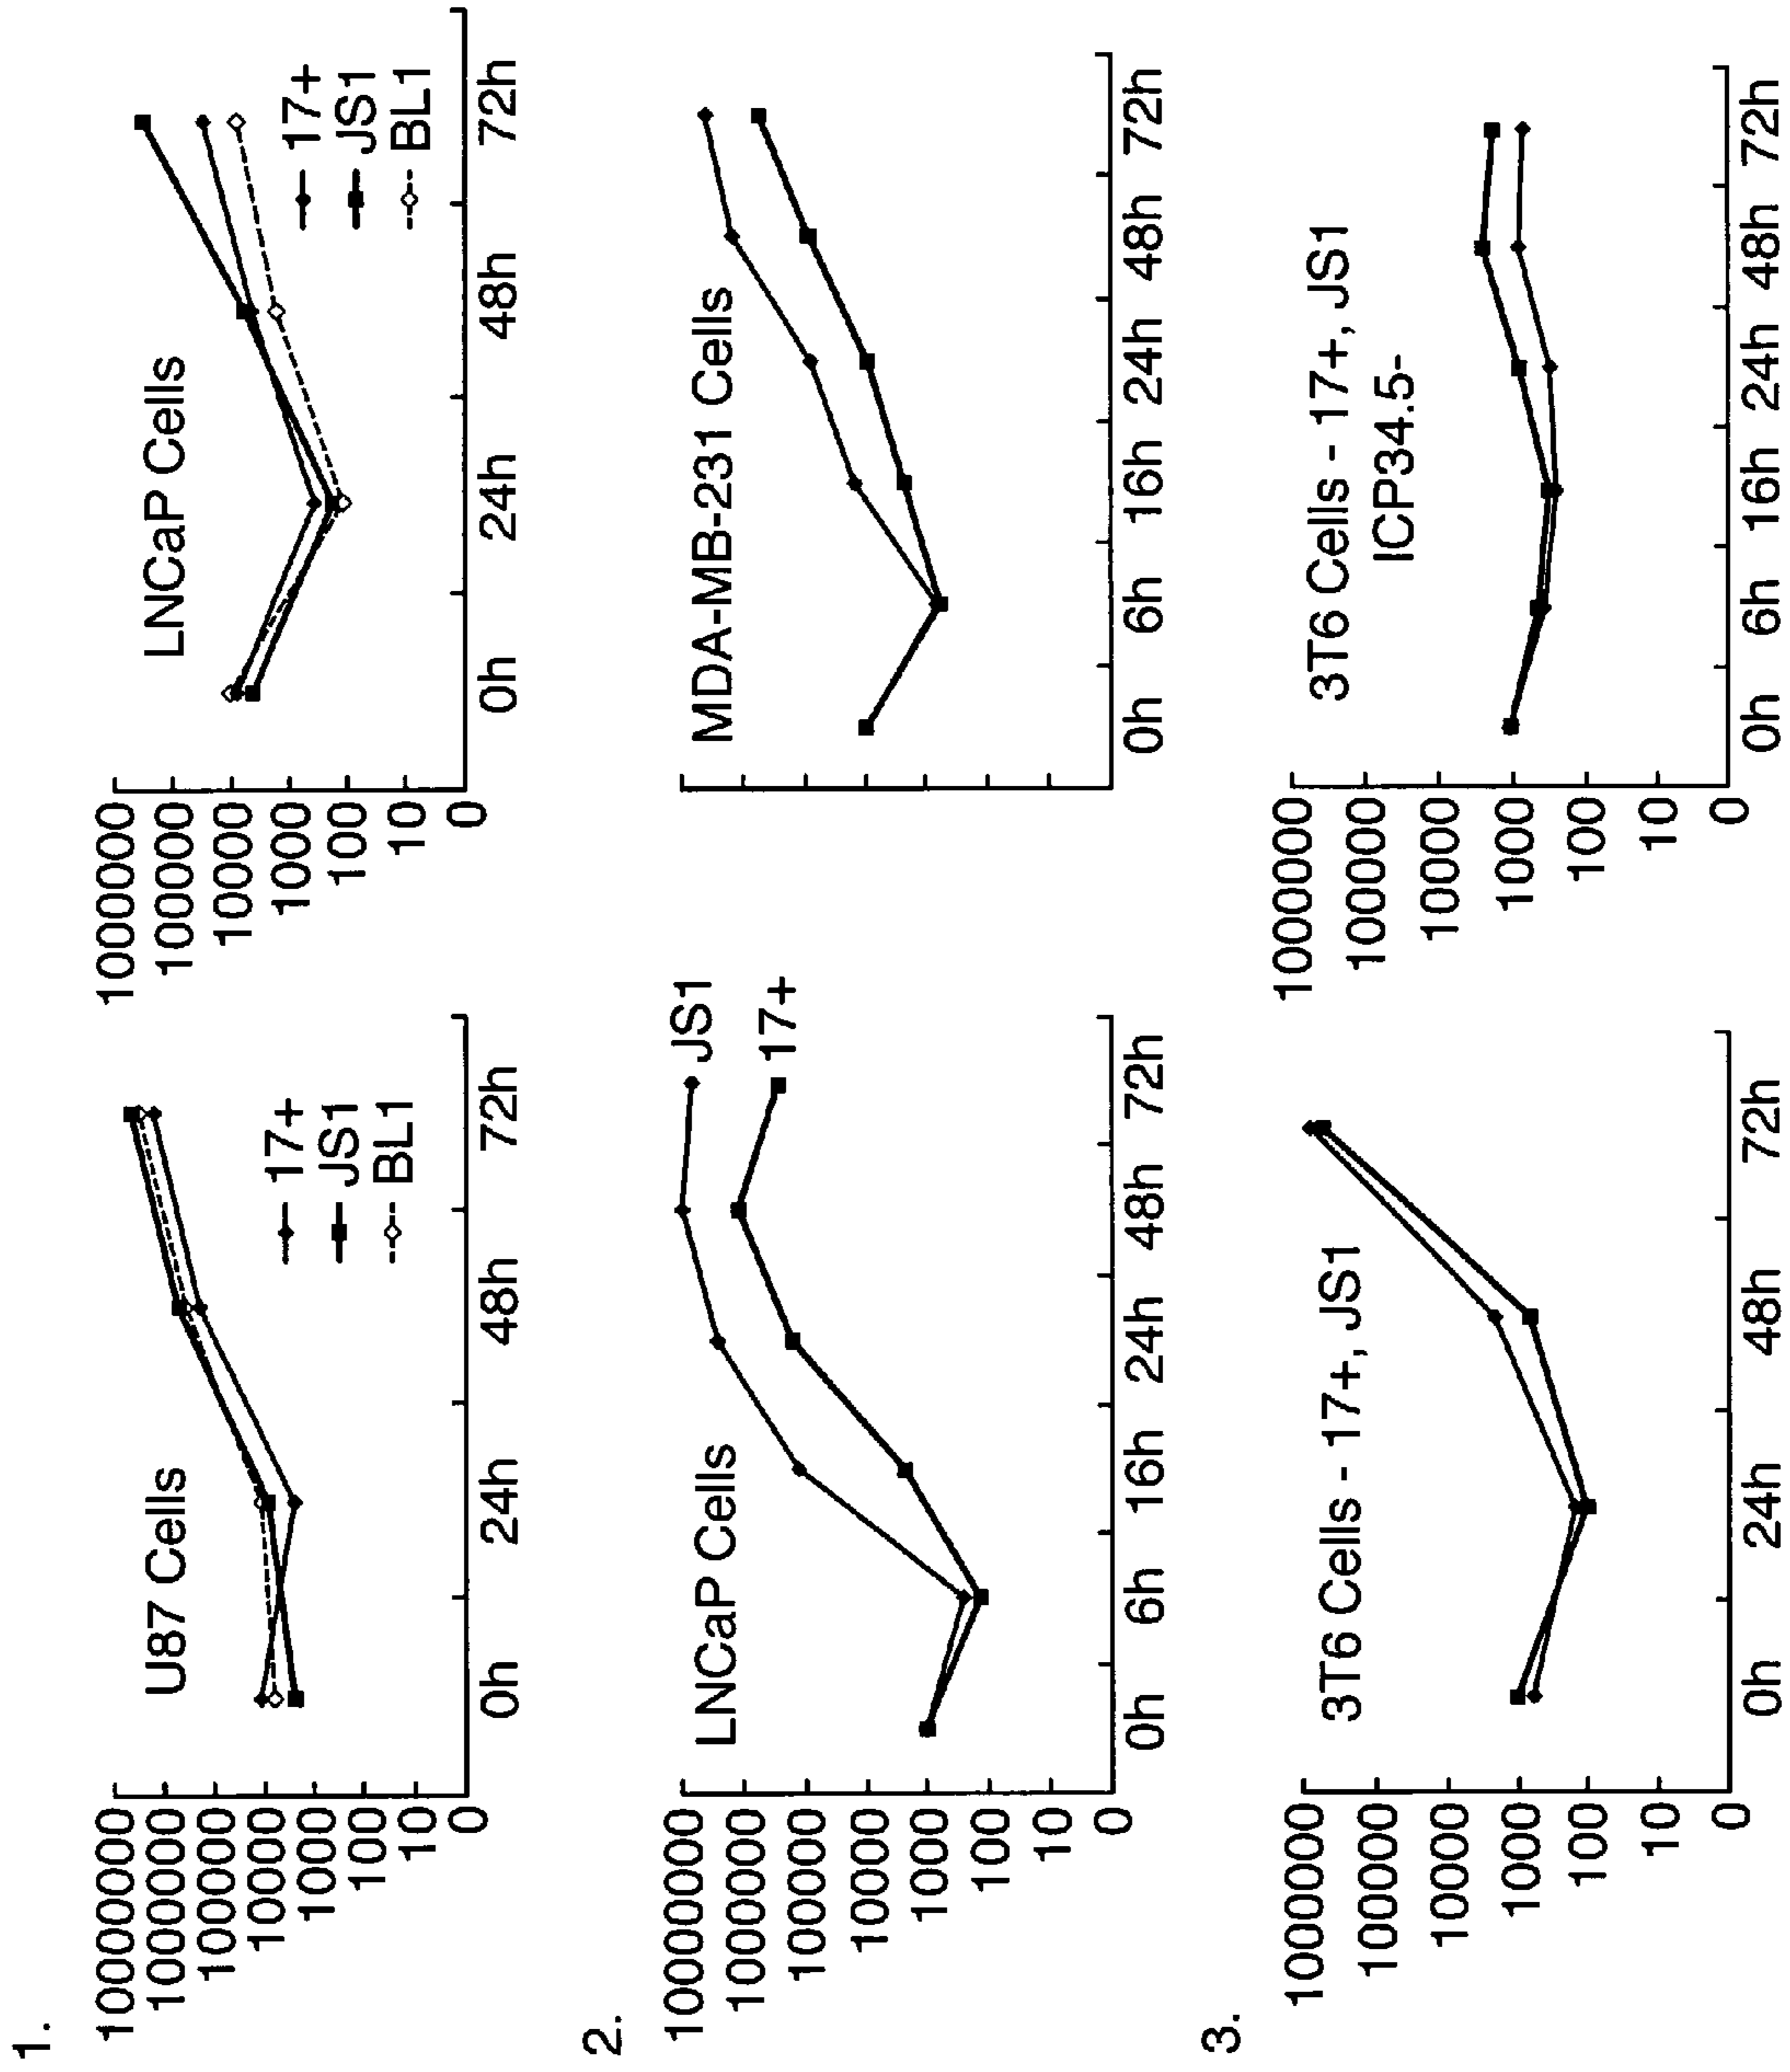 1.
U87 Cells
10000000
1000000
100000
10000
1000
100
10
0
17+
JS1
BL1
0h 24h 48h 72h
LNCaP Cells
1000000
100000
10000
1000
100
10
0
17+
JS1
BL1
0h 24h 48h 72h
2.
LNCaP Cells
10000000
1000000
100000
10000
1000
100
10
0
JS1
17+
0h 6h 16h 24h 48h 72h
MDA-MB-231 Cells
0h 6h 16h 24h 48h 72h
3.
3T6 Cells - 17+, JS1
1000000
100000
10000
1000
100
10
0
0h 24h 48h 72h
3T6 Cells - 17+, JS1
ICP34.5-
1000000
100000
10000
1000
100
10
0
0h 6h 16h 24h 48h 72h